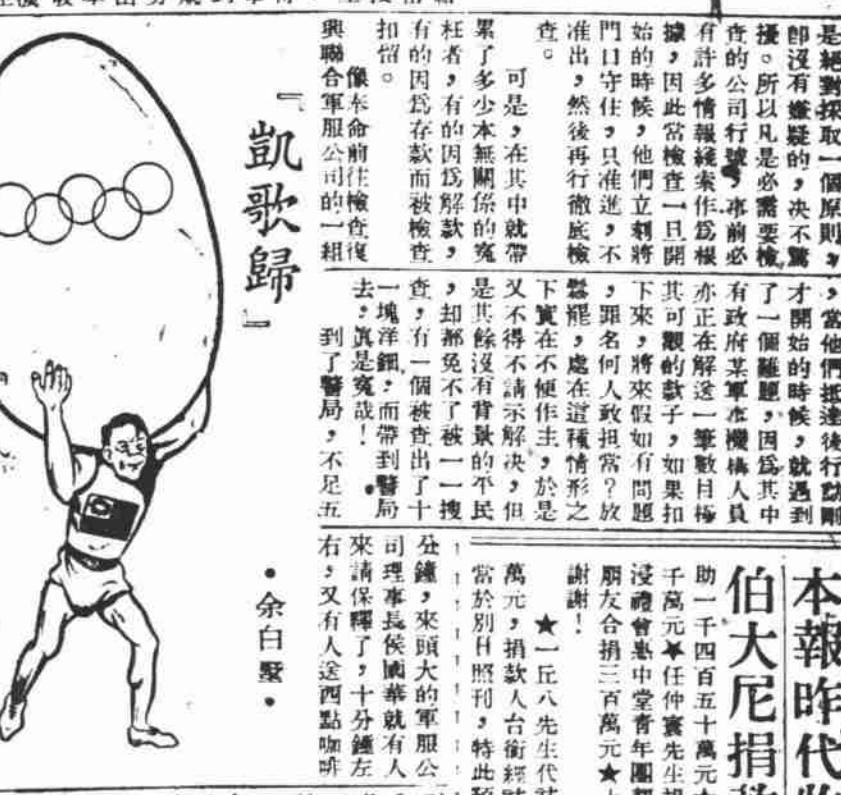 是絕對採取一個原則,
即沒有嫌疑的,决不驚
擾。所以凡是必需要檢
查的公司行號,事前必
有許多情報綫索作爲根
據,因此當檢查一旦開
始的時候,他們立刻將
門口守住,只准進,不
准出,然後再行徹底檢
查。
可是,在其中就帶
累了多少本無關係的寃
枉者,有的因爲解款,
有的因爲存款而被檢查
扣留。
像奉命前往檢查復
興聯合軍服公司的一組
,當他們抵達後行動剛
才開始的時候,就遇到
了一個難題,因爲其中
有政府某軍事機構人員
亦正在解送一筆數目極
其可觀的款子,如果扣
下來,將來假如有問題
,罪名何人敢担當?放
鬆罷,處在這種情形之
下實在不便作主,於是
又不得不請示解决,但
是其餘沒有背景的平民
,却都免不了被一一搜
查,有一個被查出了十
一塊洋鈿,而帶到警局
去,眞是寃哉!
到了警局,不足五
分鐘,來頭大的軍服公
司理事長侯國華就有人
來請保釋了,十分鐘左
右,又有人送西點咖啡
『凱歌歸』
•余白墅•
本報昨代收
伯大尼捐
助一千四百五十萬元
千萬元★任仲寰先生
浸禮會惠中堂青年團
朋友合捐三百萬元★
謝謝!
★一丘八先生代
萬元,捐款人台銜經
當於別日照刊,特此